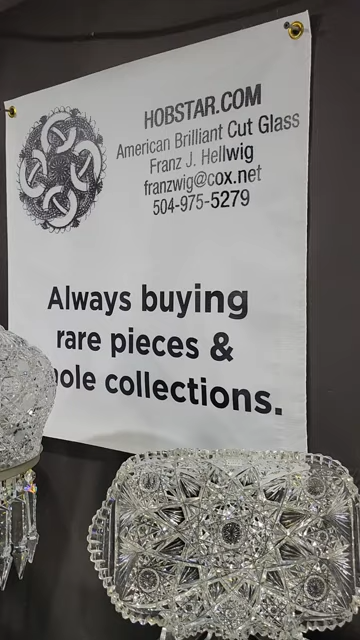 HOBSTAR.COM
American Brilliant Cut Glass
Franz J. Hellwig
franzwig@cox.net
504-975-5279
Always buying
rare pieces &
hole collections.